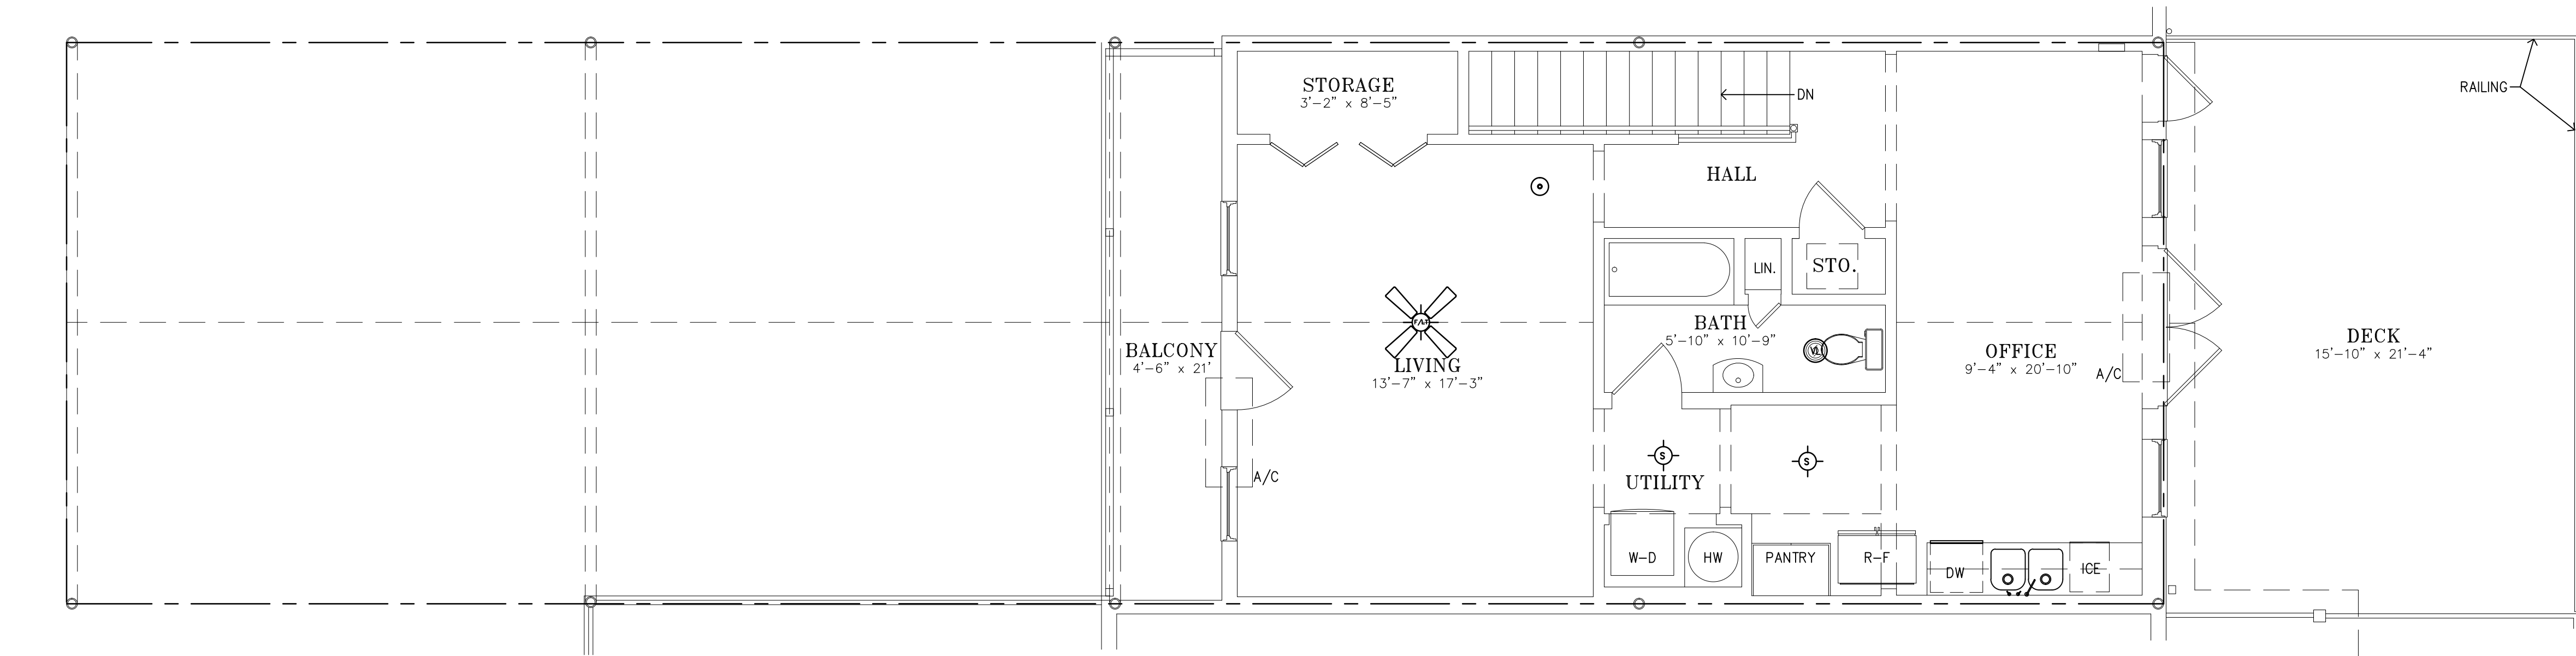 STORAGE
3'-2" x 8'-5"
DN
RAILING
HALL
LIN.
STO.
BATH
5'-10" x 10'-9"
BALCONY
4'-6" x 21'
F/LT
LIVING
13'-7" x 17'-3"
OFFICE
9'-4" x 20'-10"
A/C
DECK
15'-10" x 21'-4"
A/C
S
S
UTILITY
W-D
HW
PANTRY
R-F
DW
ICE